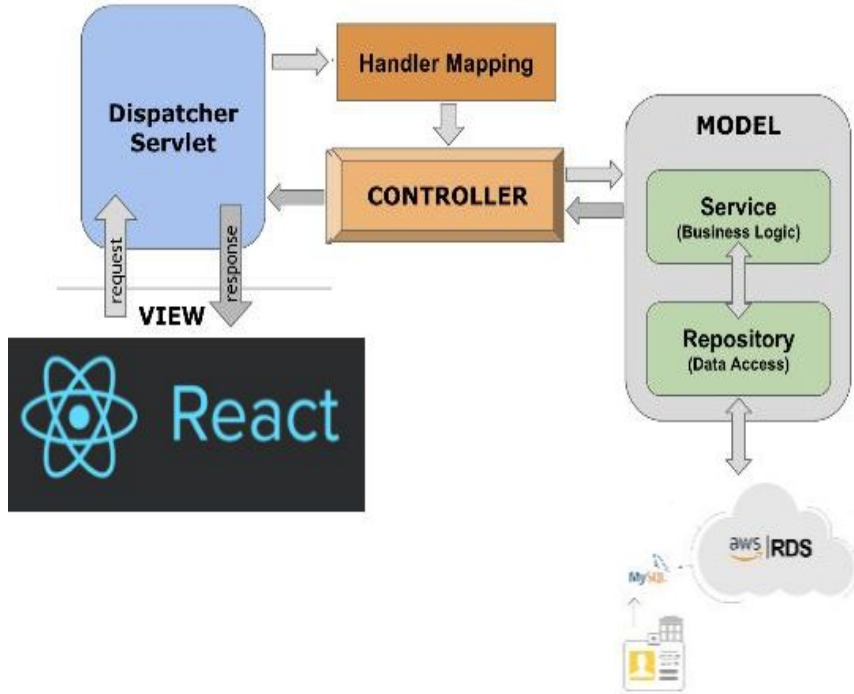 Dispatcher
Servlet
Handler Mapping
CONTROLLER
MODEL
Service
(Business Logic)
Repository
(Data Access)
request
response
VIEW
React
aws |RDS
MySQL